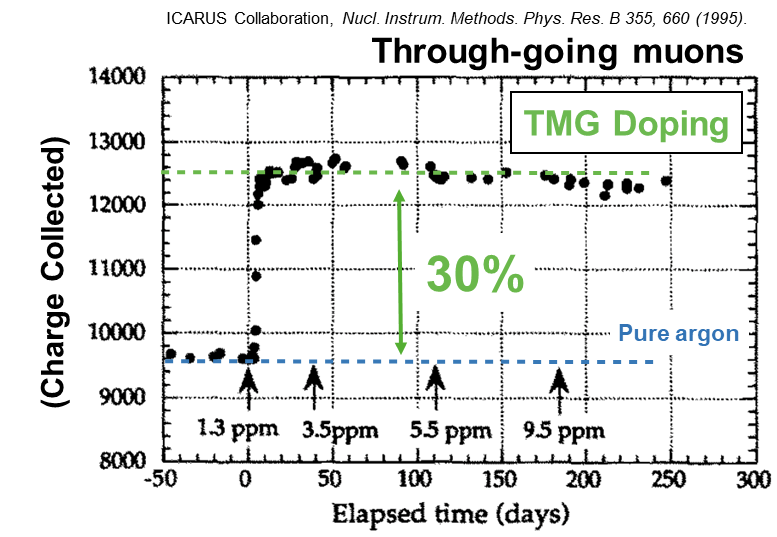 ICARUS Collaboration, Nucl. Instrum. Methods. Phys. Res. B 355, 660 (1995).
Through-going muons
14000
TMG Doping
13000
12000
(Charge Collected)
11000
30%
10000
Pure argon
9000
1.3 ppm 3.5ppm 5.5 ppm 9.5 ppm
8000
-50 0 50 100 150 200 250 300
Elapsed time (days)